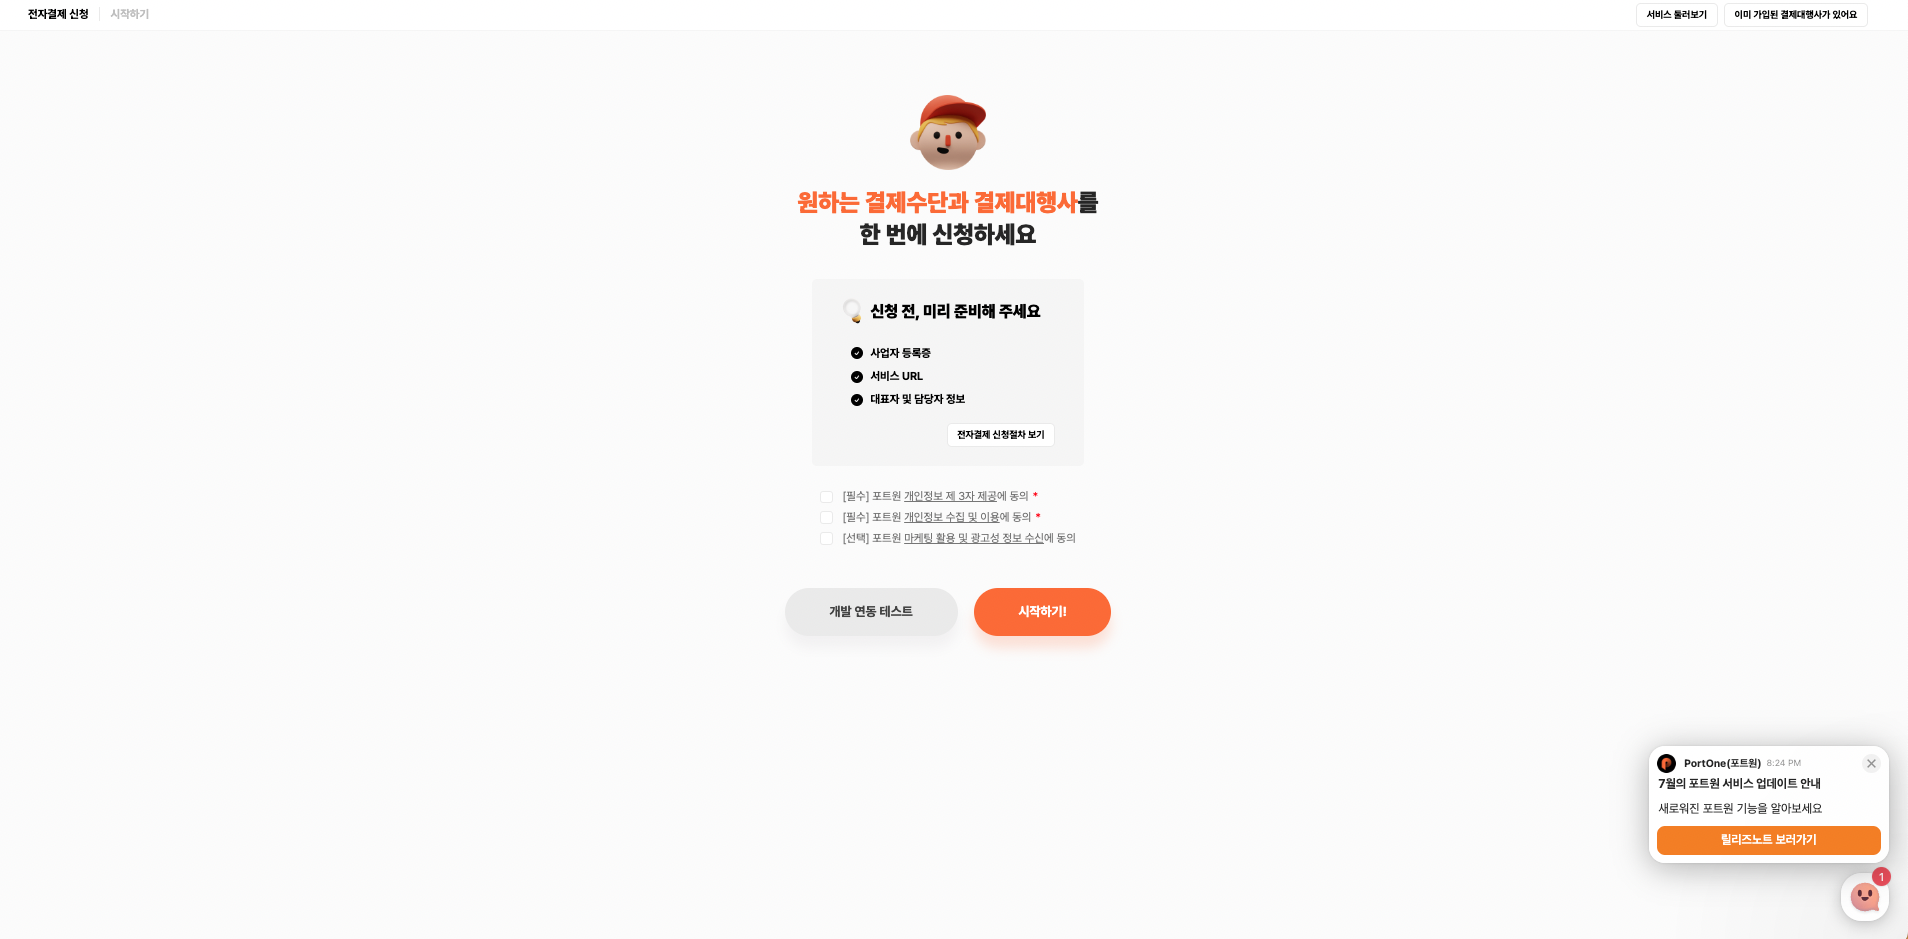 전자결제 신청
시작하기
서비스 둘러보기
이미 가입된 결제대행사가 있어요
원하는 결제수단과 결제대행사를
한 번에 신청하세요
신청 전, 미리 준비해 주세요
사업자 등록증
서비스 URL
대표자 및 담당자 정보
전자결제 신청절차 보기
[필수] 포트원 개인정보 제 3자 제공에 동의 *
[필수] 포트원 개인정보 수집 및 이용에 동의 *
[선택] 포트원 마케팅 활용 및 광고성 정보 수신에 동의
개발 연동 테스트
시작하기!
PortOne(포트원) 8:24 PM
7월의 포트원 서비스 업데이트 안내
새로워진 포트원 기능을 알아보세요
릴리즈노트 보러가기
1